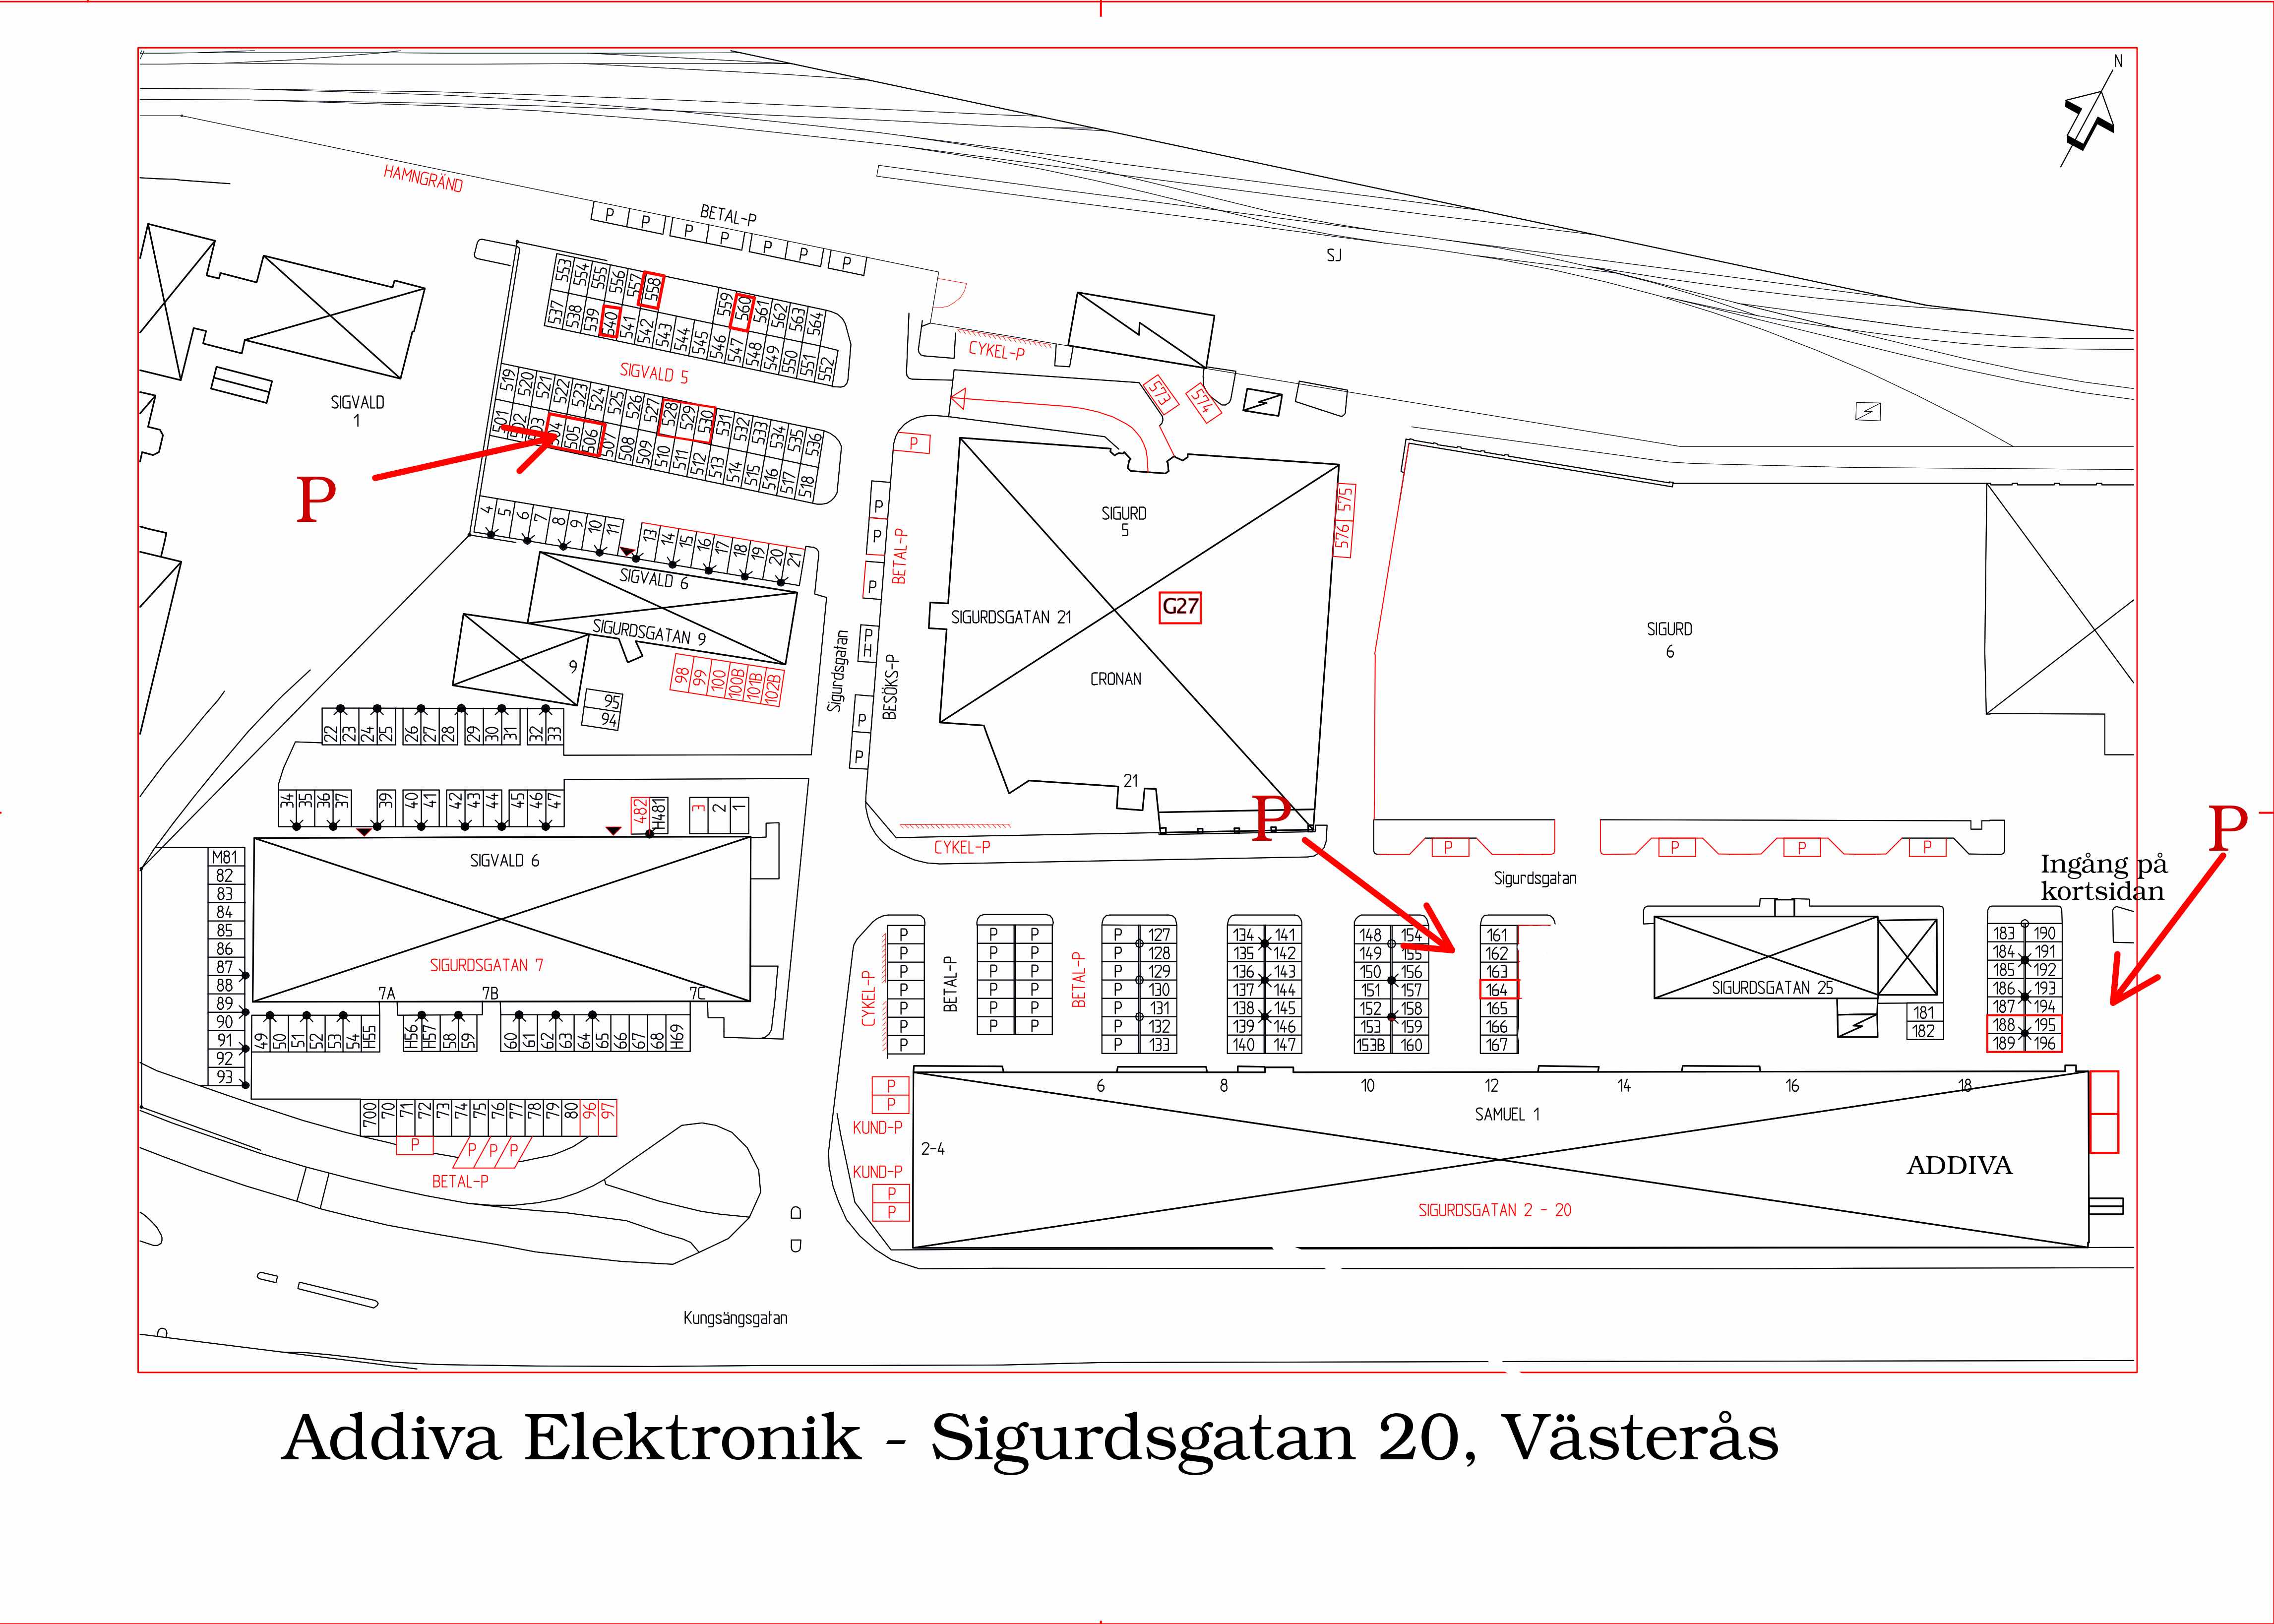 N
HAMNGRÄND
P
P
BETAL-P
P
P
P
P
P
SJ
553
554
555
556
557
558
559
560
561
562
563
564
537
538
539
540
541
542
543
544
545
546
547
548
549
550
551
552
CYKEL-P
SIGVALD 5
573
574
SIGVALD
1
519
520
521
522
523
524
525
526
527
528
529
530
531
532
533
534
535
536
501
505
506
507
508
509
510
511
512
513
514
515
516
517
518
P
P
P
P
BETAL-P
P
SIGURD
5
575
576
4
5
6
7
8
9
10
11
13
14
15
16
17
18
19
20
21
SIGVALD 6
SIGURDSGATAN 9
9
SIGURDSGATAN 21
G27
CRONAN
21
SIGURD
6
98
99
100
100B
101B
102B
95
94
Sigurdsgatan
P
H
BESÖKS-P
P
P
22
23
24
25
26
27
28
29
30
31
32
33
34
35
36
37
39
40
41
42
43
44
45
46
47
482
H481
3
2
1
P
P
CYKEL-P
P
P
P
P
Sigurdsgatan
Ingång på
kortsidan
M81
82
83
84
85
86
87
88
89
90
91
92
93
SIGVALD 6
SIGURDSGATAN 7
7A
7B
7C
49
50
51
52
53
54
H55
H56
H57
58
59
60
61
62
63
64
65
66
67
68
H69
CYKEL-P
P
P
P
P
P
P
P
BETAL-P
P P
P P
P P
P P
P P
P P
BETAL-P
P 127
P 128
P 129
P 130
P 131
P 132
P 133
134 141
135 142
136 143
137 144
138 145
139 146
140 147
148 154
149 155
150 156
151 157
152 158
153 159
153B 160
161
162
163
164
165
166
167
SIGURDSGATAN 25
181
182
183 190
184 191
185 192
186 193
187 194
188 195
189 196
700
70
71
72
73
74
75
76
77
78
79
80
96
97
P
P
P
P
BETAL-P
P
P
KUND-P
KUND-P
P
P
2-4
6
8
10
12
14
16
18
SAMUEL 1
ADDIVA
SIGURDSGATAN 2 - 20
Kungsängsgatan
Addiva Elektronik - Sigurdsgatan 20, Västerås